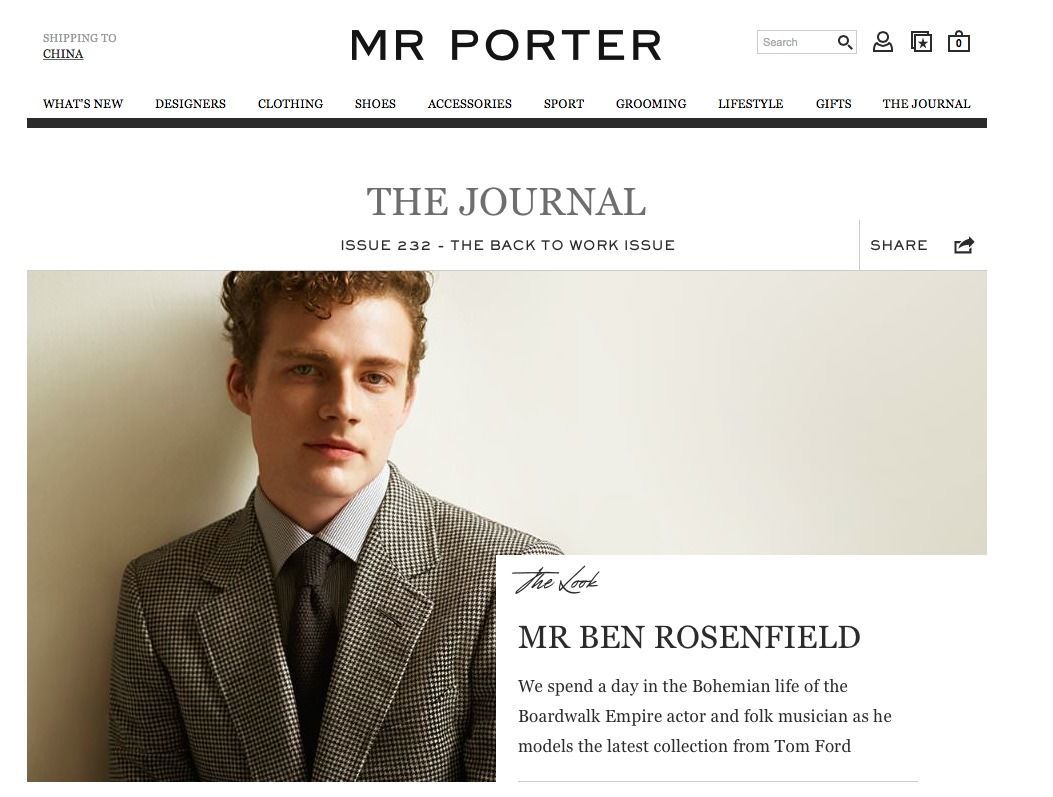 SHIPPING TO
CHINA
MR PORTER
Search
0
WHAT'S NEW DESIGNERS CLOTHING SHOES ACCESSORIES SPORT GROOMING LIFESTYLE GIFTS THE JOURNAL
THE JOURNAL
ISSUE 232 - THE BACK TO WORK ISSUE
SHARE
The Look
MR BEN ROSENFIELD
We spend a day in the Bohemian life of the
Boardwalk Empire actor and folk musician as he
models the latest collection from Tom Ford